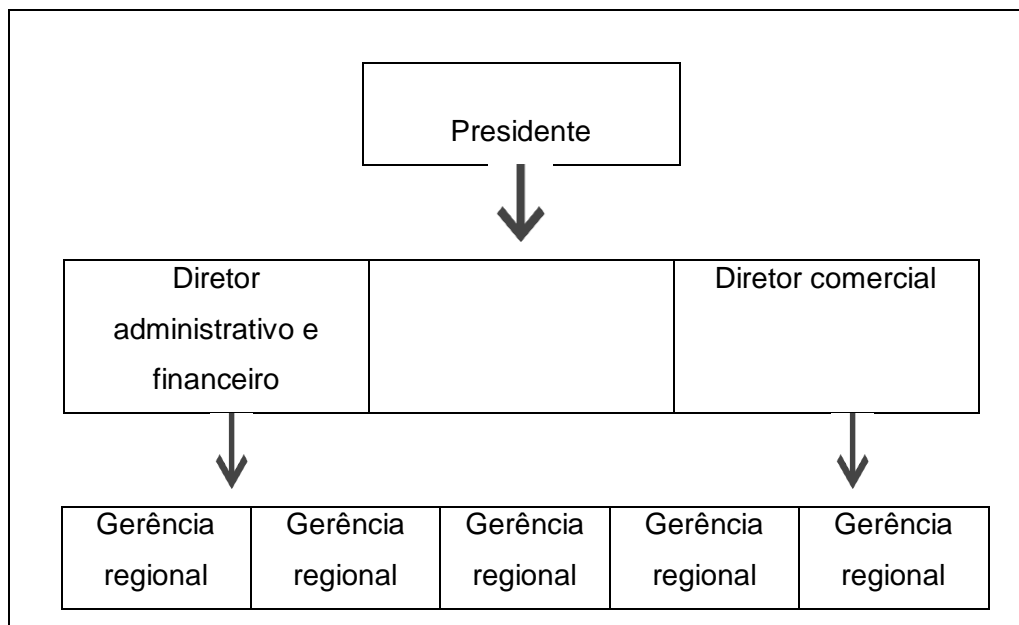 Presidente
Diretor
administrativo e
financeiro
Diretor comercial
Gerência
regional
Gerência
regional
Gerência
regional
Gerência
regional
Gerência
regional